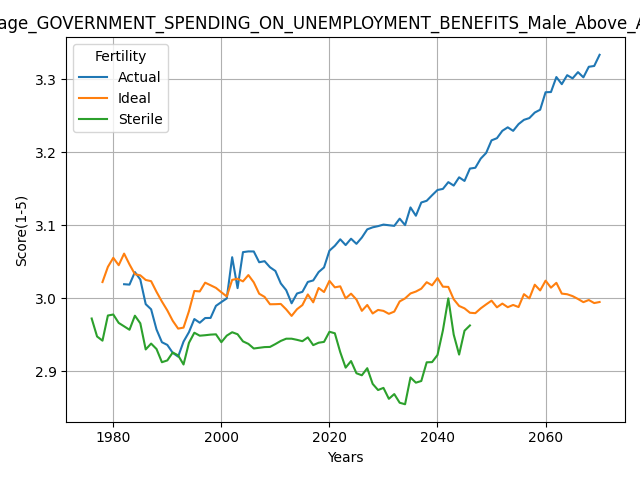 age_GOVERNMENT_SPENDING_ON_UNEMPLOYMENT_BENEFITS_Male_Above_A
Fertility
Actual
Ideal
Sterile
Score(1-5)
3.3
3.2
3.1
3.0
2.9
1980 2000 2020 2040 2060
Years